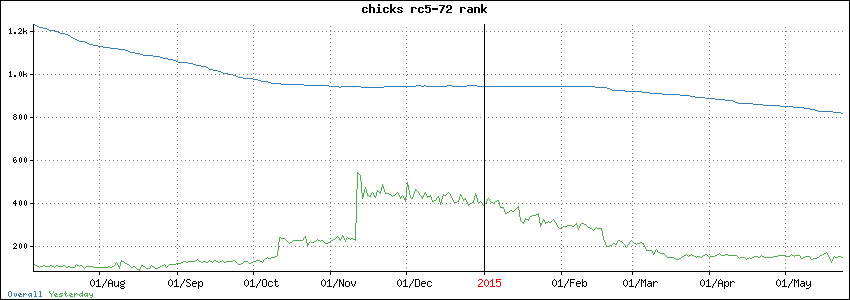 chicks rc5-72 rank
1.2k
1.0k
800
600
400
200
01/Aug 01/Sep 01/Oct 01/Nov 01/Dec 2015 01/Feb 01/Mar 01/Apr 01/May
Overall Yesterday